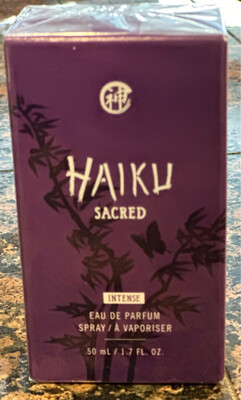 HAIKU
SACRED
INTENSE
EAU DE PARFUM
SPRAY / À VAPORISER
50 mL / 1.7 FL. OZ.